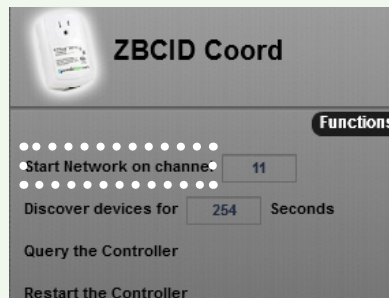 ZBCID Coord
Functions
Start Network on channel 11
Discover devices for 254 Seconds
Query the Controller
Restart the Controller